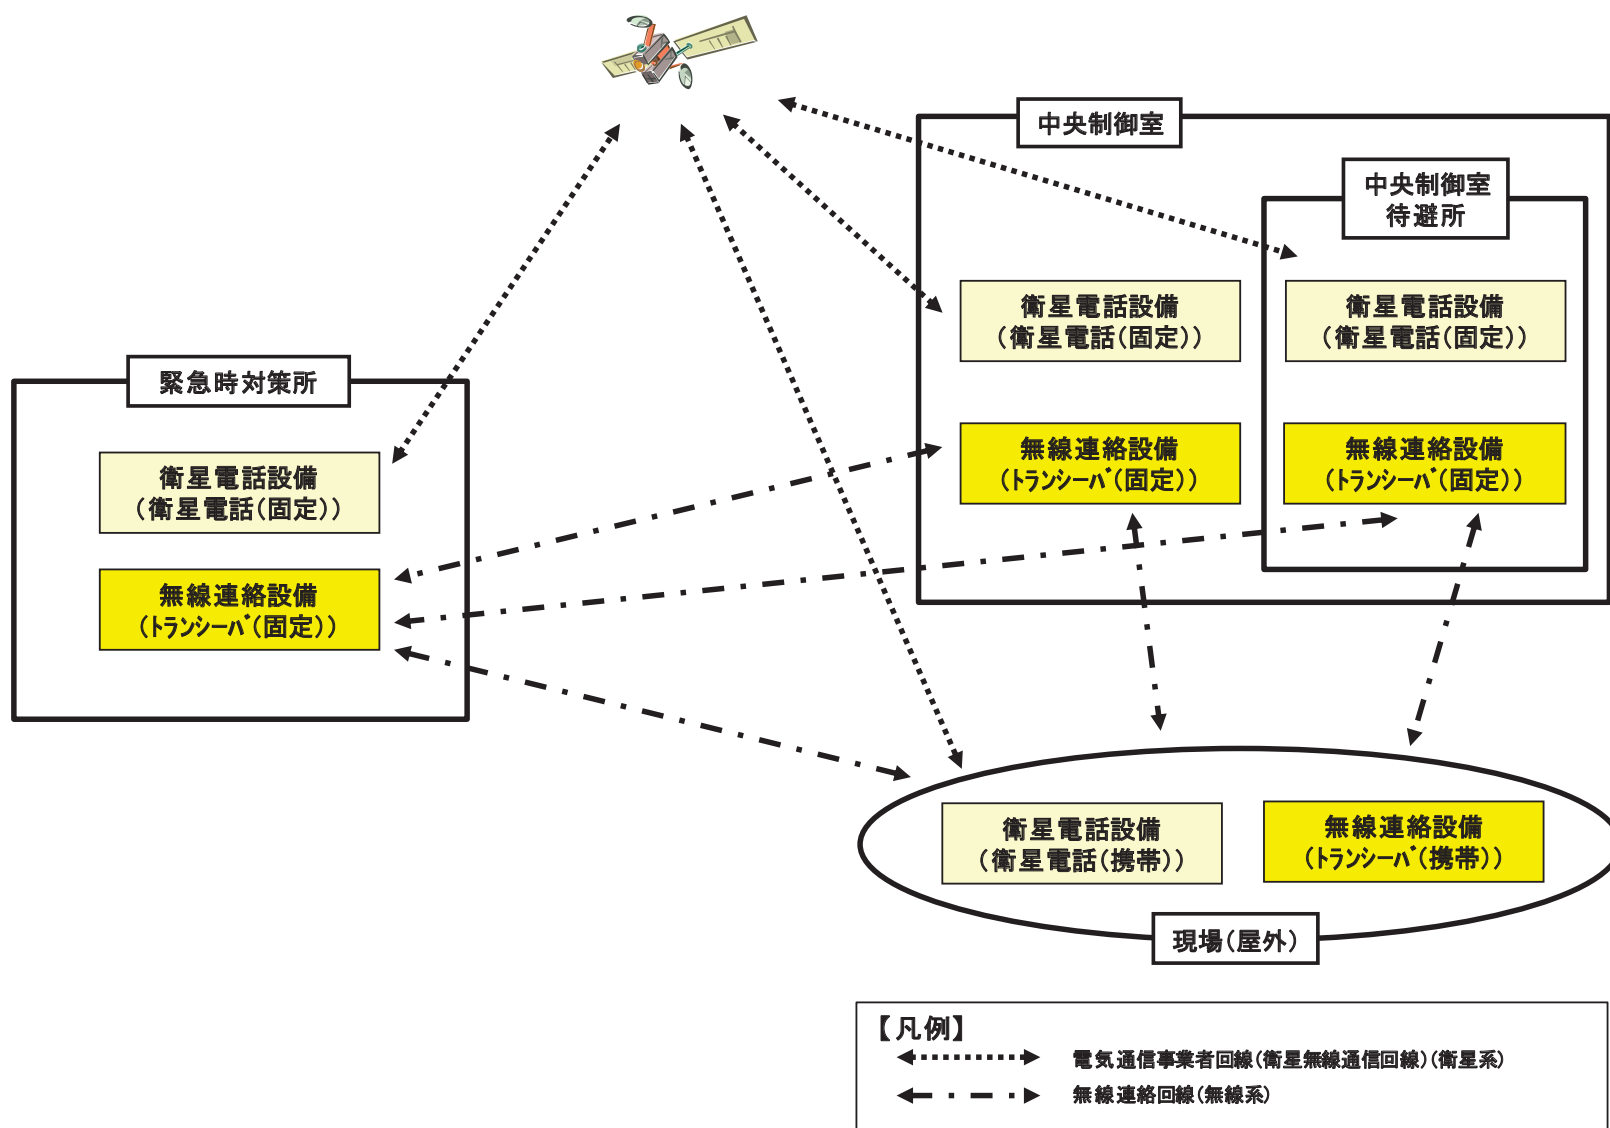 中央制御室
中央制御室
待避所
衛星電話設備
(衛星電話(固定))
衛星電話設備
(衛星電話(固定))
無線連絡設備
(トランシーバ(固定))
無線連絡設備
(トランシーバ(固定))
緊急時対策所
衛星電話設備
(衛星電話(固定))
無線連絡設備
(トランシーバ(固定))
衛星電話設備
(衛星電話(携帯))
無線連絡設備
(トランシーバ(携帯))
現場(屋外)
【凡例】
電気通信事業者回線(衛星無線通信回線)(衛星系)
無線連絡回線(無線系)